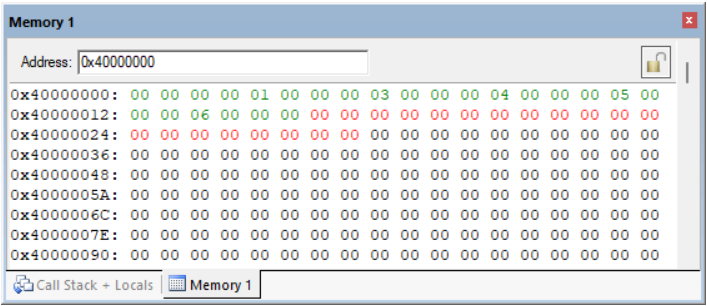 Memory 1
Address: 0x40000000
0x40000000: 00 00 00 00 01 00 00 00 03 00 00 00 04 00 00 00 05 00
0x40000012: 00 00 06 00 00 00 00 00 00 00 00 00 00 00 00 00 00 00
0x40000024: 00 00 00 00 00 00 00 00 00 00 00 00 00 00 00 00 00 00
0x40000036: 00 00 00 00 00 00 00 00 00 00 00 00 00 00 00 00 00 00
0x40000048: 00 00 00 00 00 00 00 00 00 00 00 00 00 00 00 00 00 00
0x4000005A: 00 00 00 00 00 00 00 00 00 00 00 00 00 00 00 00 00 00
0x4000006C: 00 00 00 00 00 00 00 00 00 00 00 00 00 00 00 00 00 00
0x4000007E: 00 00 00 00 00 00 00 00 00 00 00 00 00 00 00 00 00 00
0x40000090: 00 00 00 00 00 00 00 00 00 00 00 00 00 00 00 00 00 00
Call Stack + Locals Memory 1